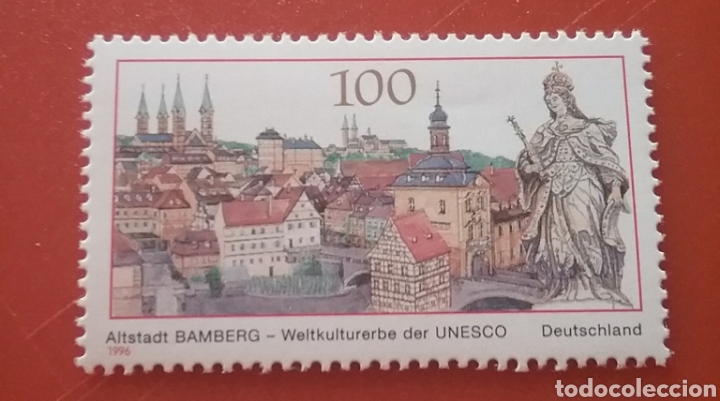 100
Altstadt BAMBERG – Weltkulturerbe der UNESCO Deutschland
1996
todocoleccion